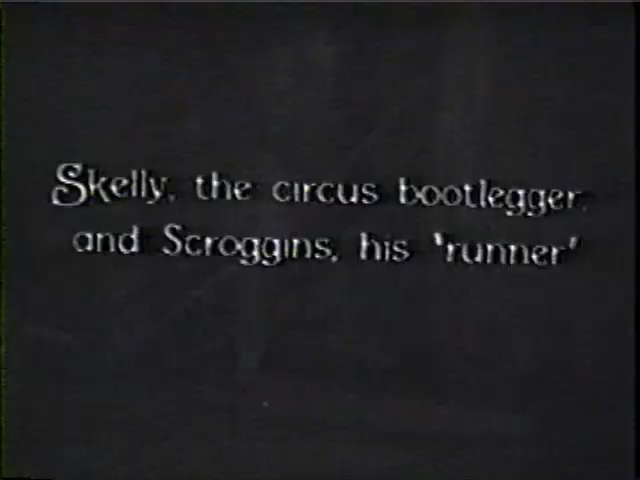 Skelly, the circus bootlegger,
and Scroggins, his 'runner'